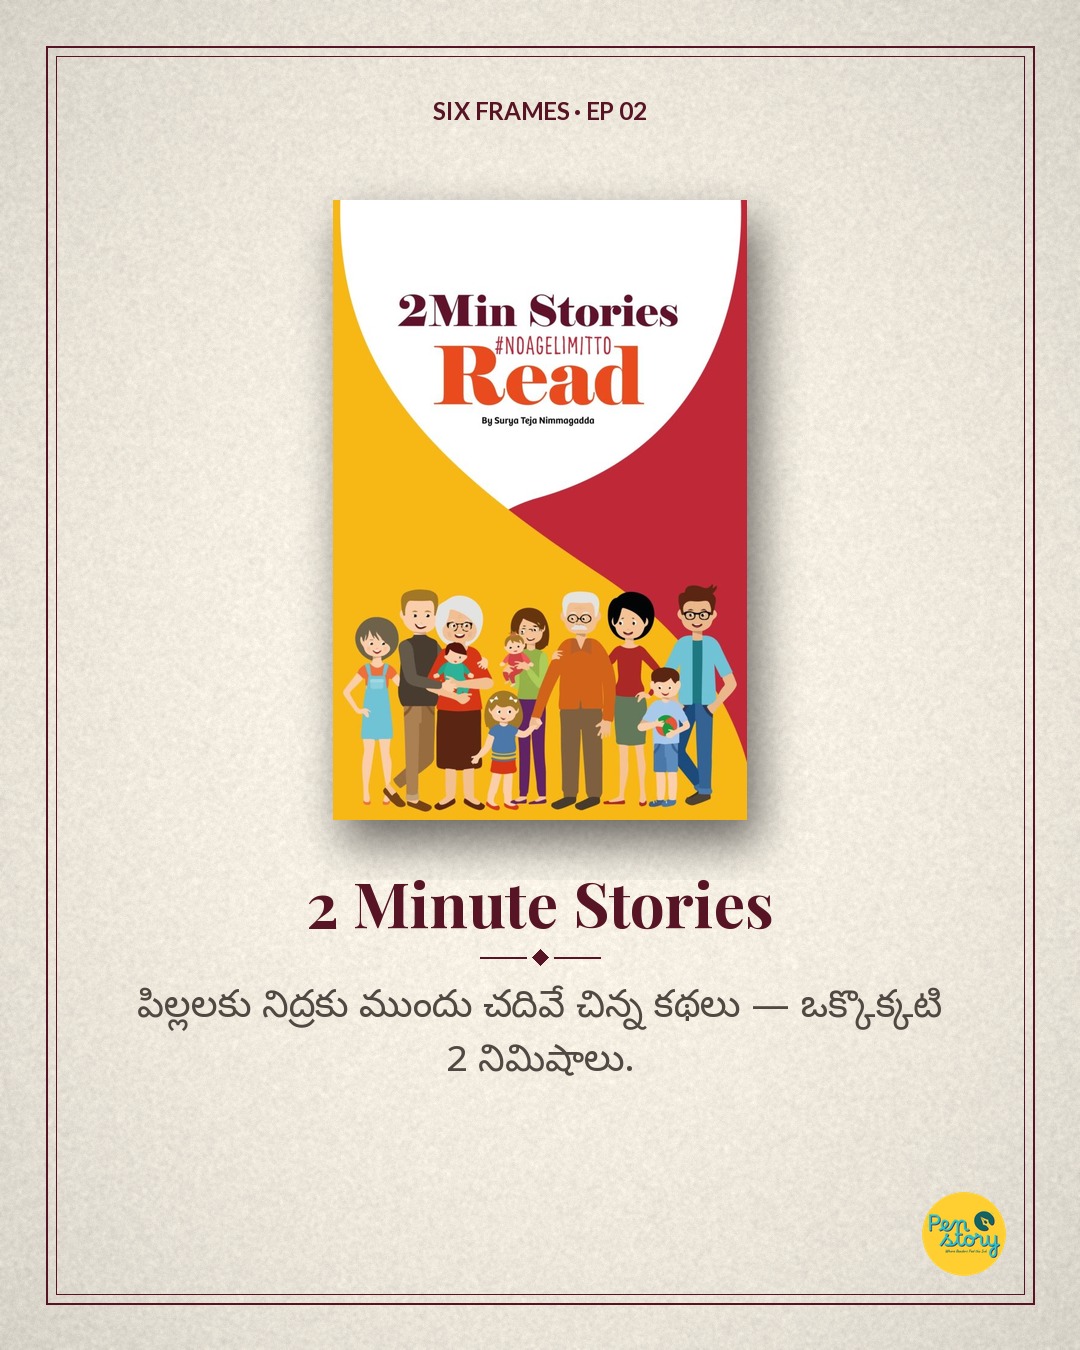 SIX FRAMES · EP 02
2Min Stories
#NOAGELIMITTO
Read
By Surya Teja Nimmagadda
2 Minute Stories
పిల్లలకు నిద్రకు ముందు చదివే చిన్న కథలు — ఒక్కొక్కటి
2 నిమిషాలు.
Pen
story